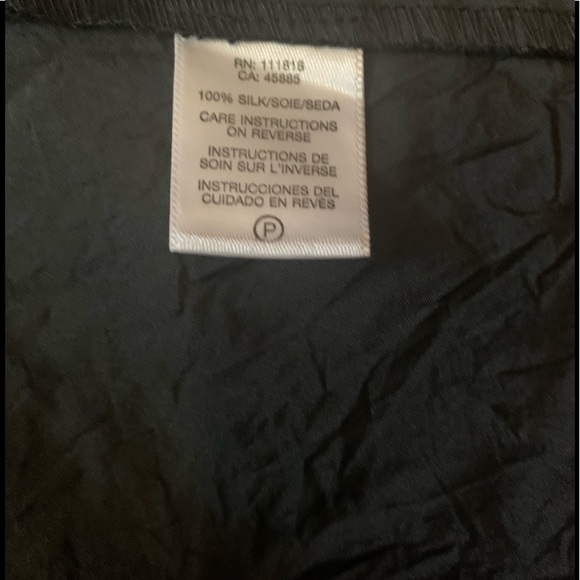 RN: 111818
CA: 45885
100% SILK/SOIE/SEDA
CARE INSTRUCTIONS
ON REVERSE
INSTRUCTIONS DE
SOIN SUR L'INVERSE
INSTRUCCIONES DEL
CUIDADO EN REVÉS
P